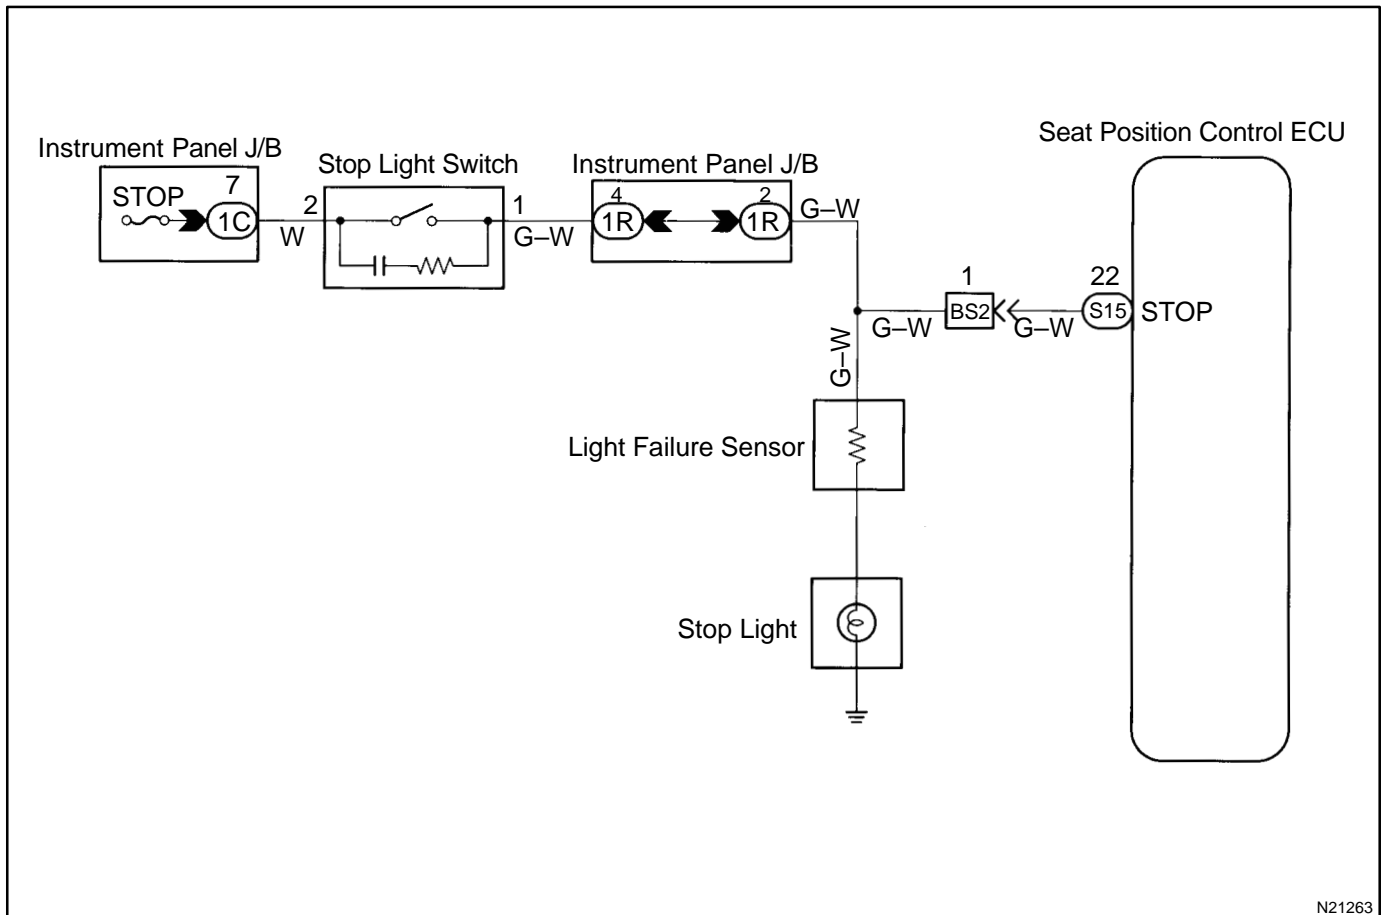 Seat Position Control ECU
Instrument Panel J/B
Stop Light Switch
Instrument Panel J/B
STOP
7
1C
W
2
1
G–W
4
1R
2
1R
G–W
G–W
1
BS2
G–W
22
S15
STOP
G–W
Light Failure Sensor
Stop Light
N21263